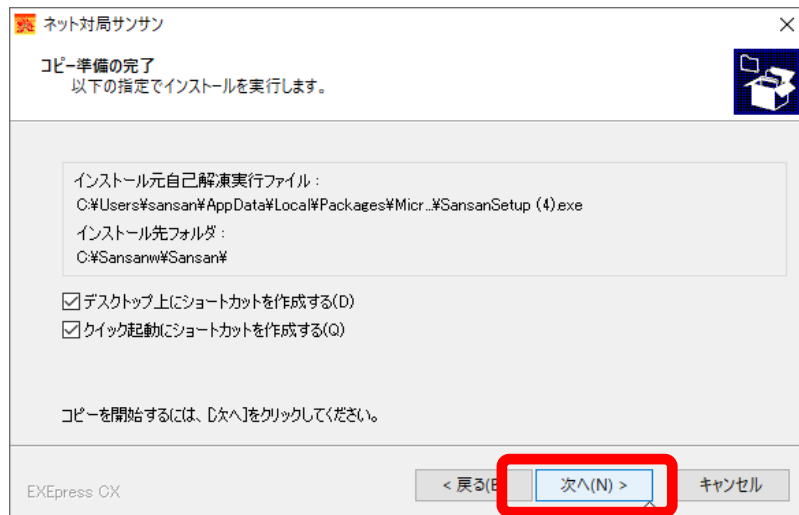 ネット対局サンサン
コピー準備の完了
以下の指定でインストールを実行します。
インストール元自己解凍実行ファイル：
C:¥Users¥sansan¥AppData¥Local¥Packages¥Micr...¥SansanSetup (4).exe
インストール先フォルダ：
C:¥Sansanw¥Sansan¥
デスクトップ上にショートカットを作成する(D)
クイック起動にショートカットを作成する(Q)
コピーを開始するには、[次へ]をクリックしてください。
EXEpress CX
< 戻る(B 次へ(N) > キャンセル